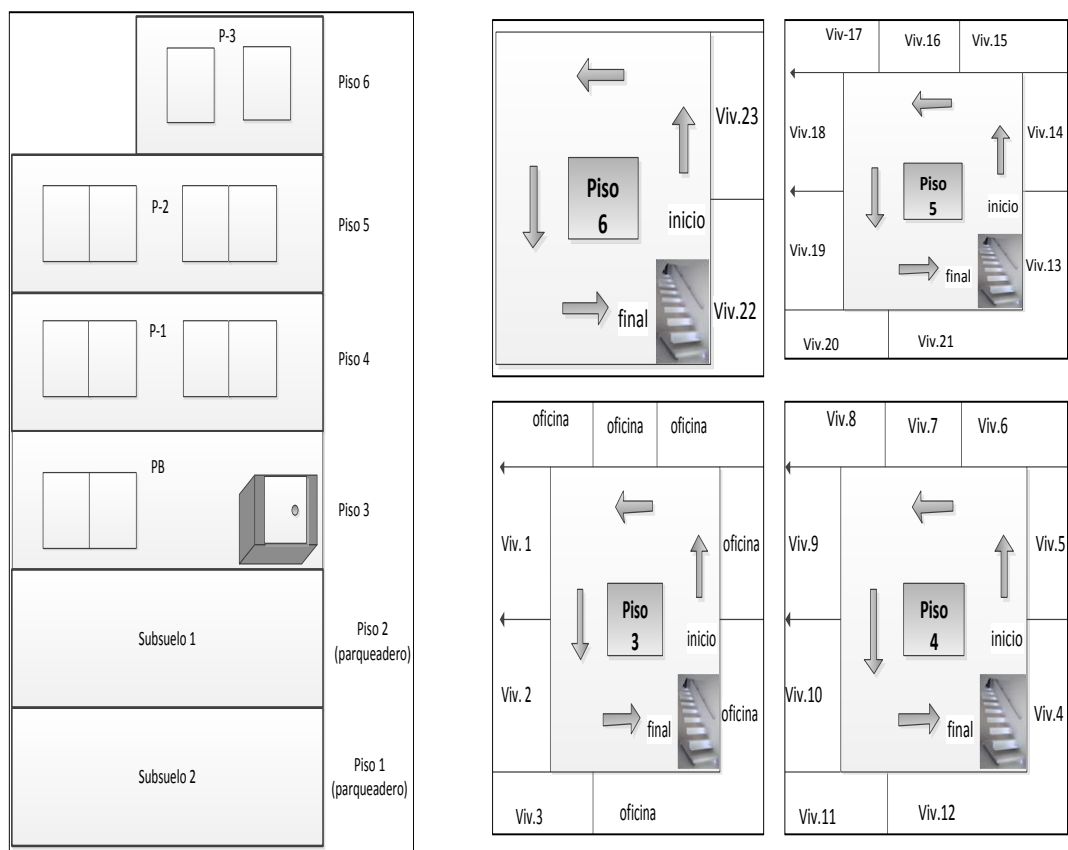 P-3
Piso 6
P-2
Piso 5
P-1
Piso 4
PB
Piso 3
Subsuelo 1
Piso 2
(parqueadero)
Subsuelo 2
Piso 1
(parqueadero)
Viv.23
Piso
6
inicio
final
Viv.22
Viv-17
Viv.16
Viv.15
Viv.18
Viv.14
Piso
5
inicio
Viv.19
Viv.13
final
Viv.20
Viv.21
oficina
oficina
oficina
Viv. 1
oficina
Piso
3
inicio
Viv. 2
oficina
final
Viv.3
oficina
Viv.8
Viv.7
Viv.6
Viv.9
Viv.5
Piso
4
inicio
Viv.10
Viv.4
final
Viv.11
Viv.12